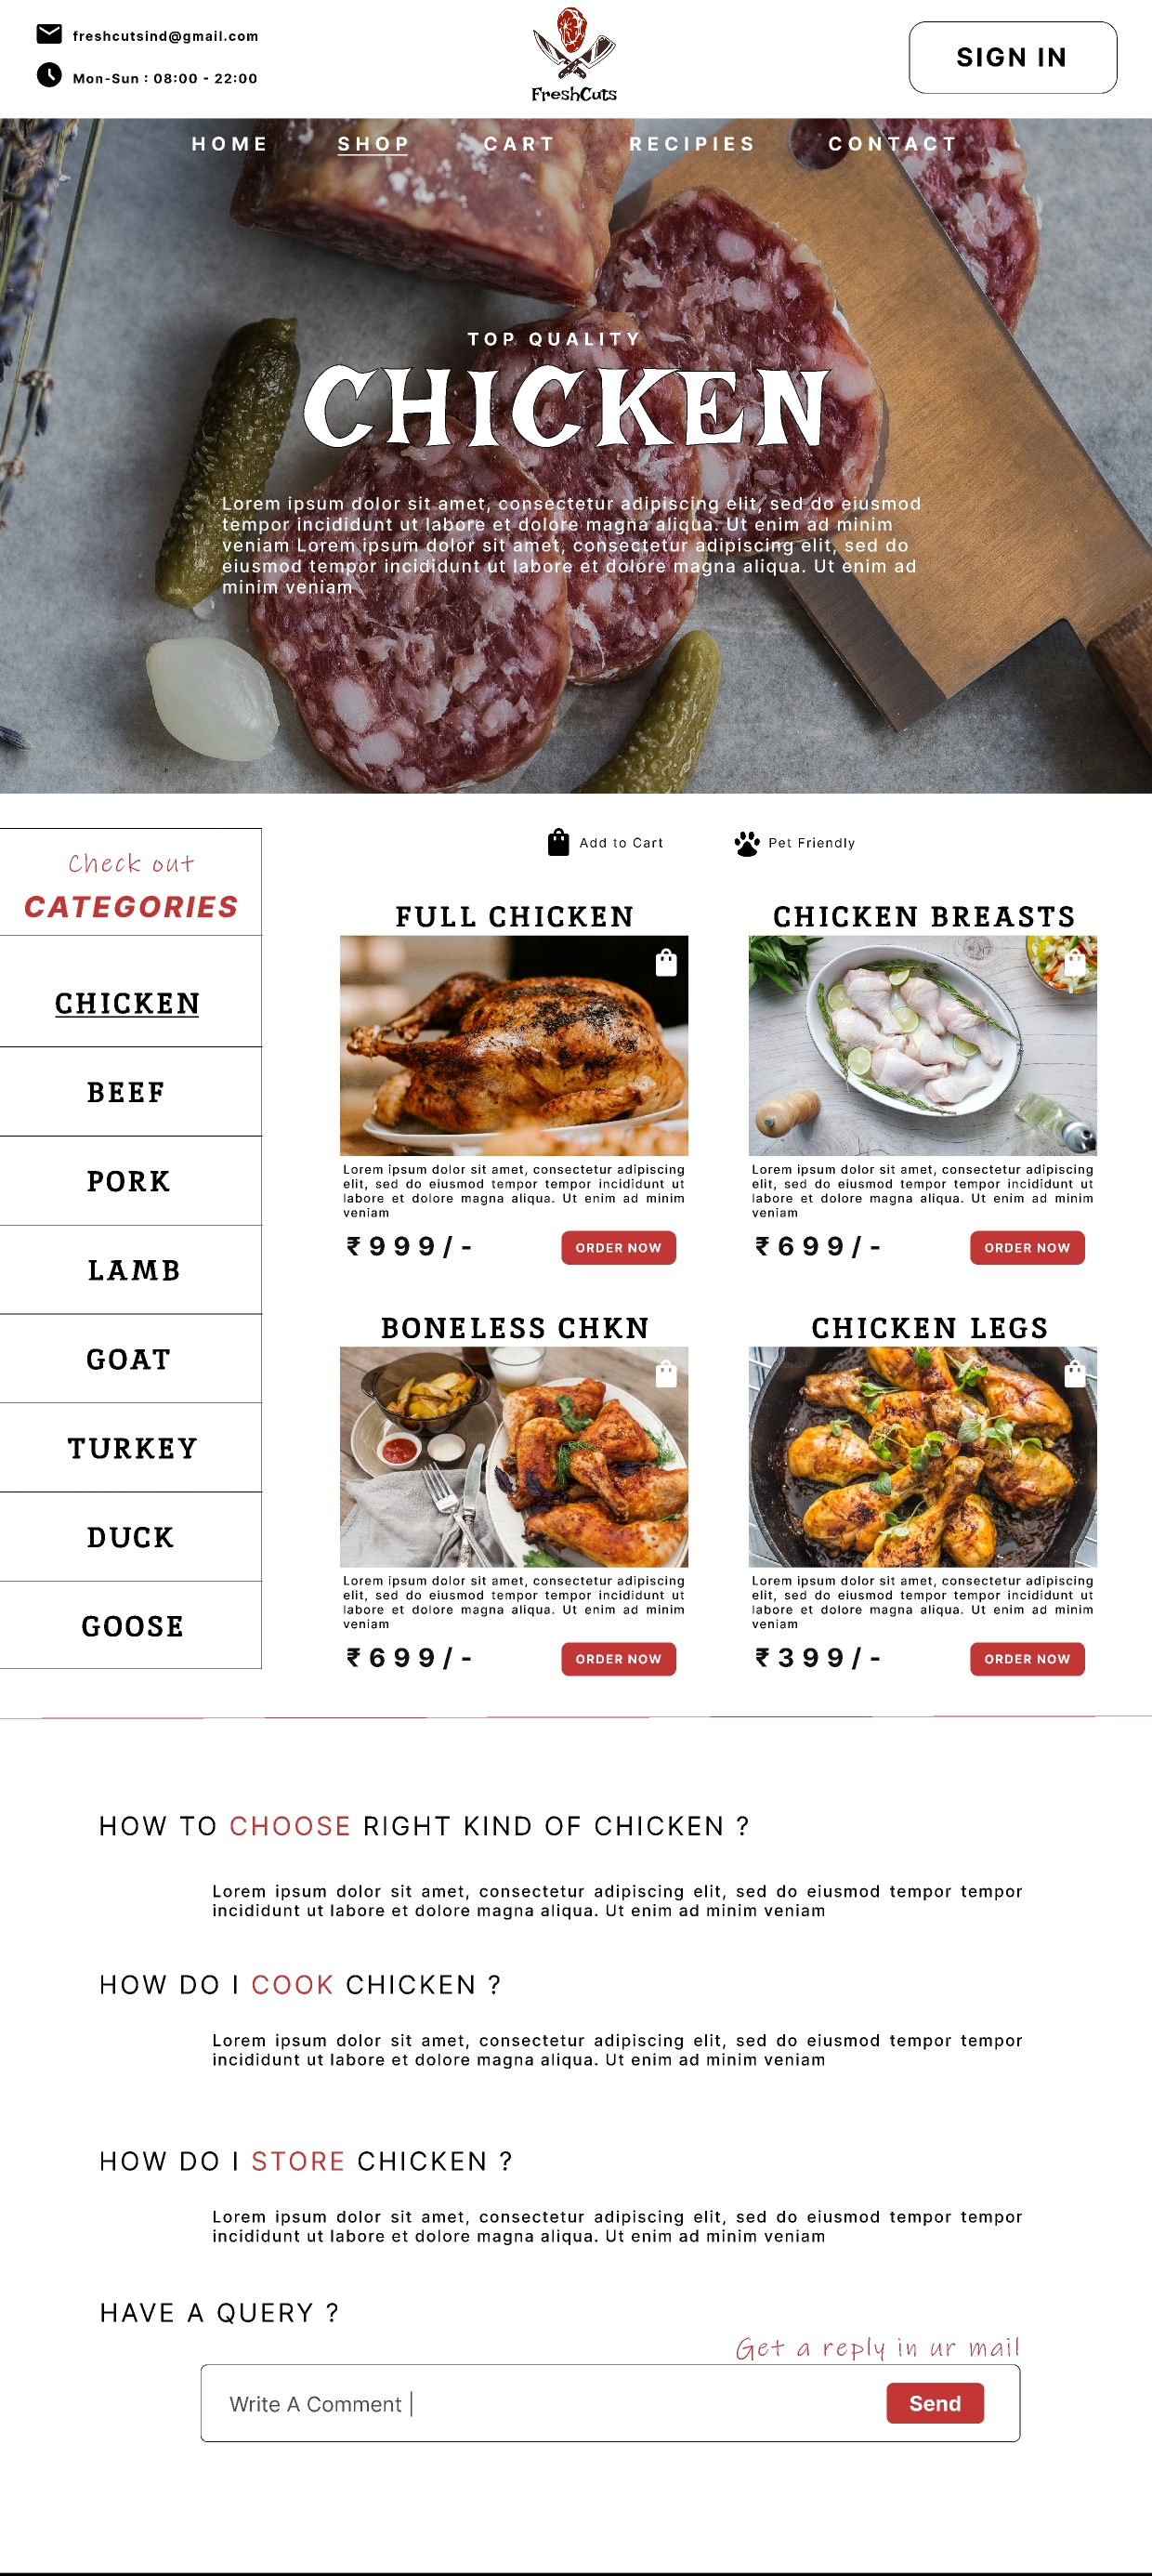 freshcutsind@gmail.com
Mon-Sun : 08:00 - 22:00
FreshCuts
SIGN IN
HOME SHOP CART RECIPIES CONTACT
TOP QUALITY
CHICKEN
Lorem ipsum dolor sit amet, consectetur adipiscing elit, sed do eiusmod
tempor incididunt ut labore et dolore magna aliqua. Ut enim ad minim
veniam Lorem ipsum dolor sit amet, consectetur adipiscing elit, sed do
eiusmod tempor incididunt ut labore et dolore magna aliqua. Ut enim ad
minim veniam
Check out
CATEGORIES
CHICKEN
BEEF
PORK
LAMB
GOAT
TURKEY
DUCK
GOOSE
Add to Cart
Pet Friendly
FULL CHICKEN
Lorem ipsum dolor sit amet, consectetur adipiscing
elit, sed do eiusmod tempor tempor incididunt ut
labore et dolore magna aliqua. Ut enim ad minim
veniam
₹999/-
ORDER NOW
CHICKEN BREASTS
Lorem ipsum dolor sit amet, consectetur adipiscing
elit, sed do eiusmod tempor tempor incididunt ut
labore et dolore magna aliqua. Ut enim ad minim
veniam
₹699/-
ORDER NOW
BONELESS CHKN
Lorem ipsum dolor sit amet, consectetur adipiscing
elit, sed do eiusmod tempor tempor incididunt ut
labore et dolore magna aliqua. Ut enim ad minim
veniam
₹699/-
ORDER NOW
CHICKEN LEGS
Lorem ipsum dolor sit amet, consectetur adipiscing
elit, sed do eiusmod tempor tempor incididunt ut
labore et dolore magna aliqua. Ut enim ad minim
veniam
₹399/-
ORDER NOW
HOW TO CHOOSE RIGHT KIND OF CHICKEN ?
Lorem ipsum dolor sit amet, consectetur adipiscing elit, sed do eiusmod tempor tempor
incididunt ut labore et dolore magna aliqua. Ut enim ad minim veniam
HOW DO I COOK CHICKEN ?
Lorem ipsum dolor sit amet, consectetur adipiscing elit, sed do eiusmod tempor tempor
incididunt ut labore et dolore magna aliqua. Ut enim ad minim veniam
HOW DO I STORE CHICKEN ?
Lorem ipsum dolor sit amet, consectetur adipiscing elit, sed do eiusmod tempor tempor
incididunt ut labore et dolore magna aliqua. Ut enim ad minim veniam
HAVE A QUERY ?
Get a reply in ur mail
Write A Comment |
Send